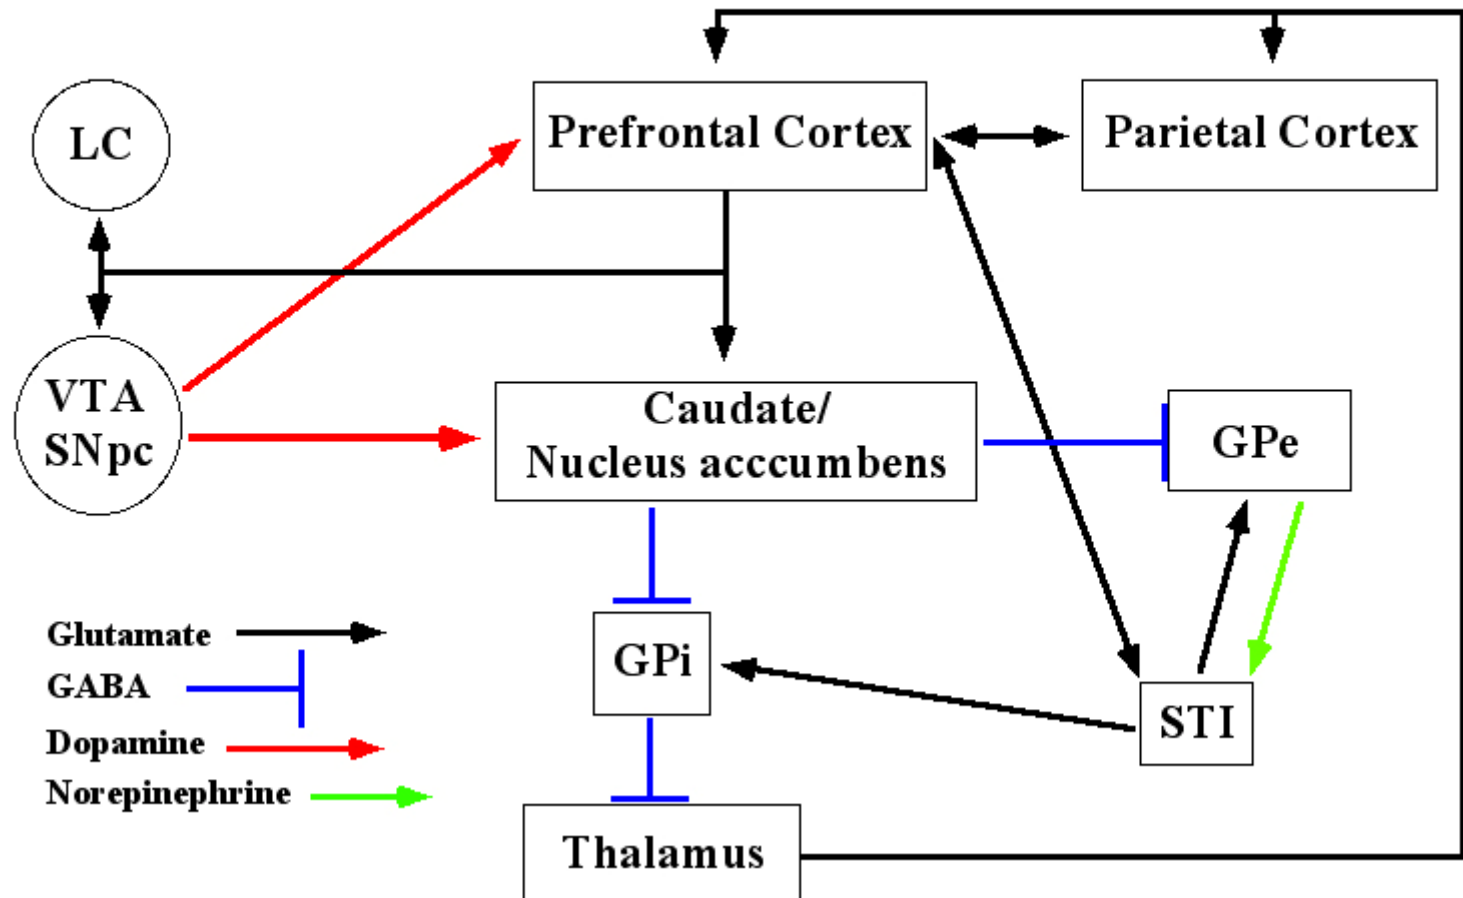 LC
Prefrontal Cortex
Parietal Cortex
VTA
SNpc
Caudate/
Nucleus acccumbens
GPe
GPi
STI
Thalamus
Glutamate
GABA
Dopamine
Norepinephrine